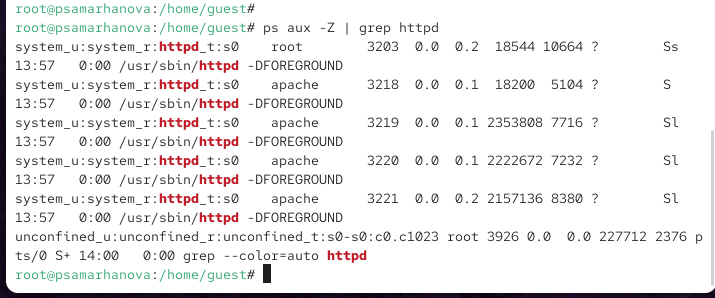 root@psamarhanova:/home/guest#
root@psamarhanova:/home/guest# ps aux -Z | grep httpd
system_u:system_r:httpd_t:s0    root        3203  0.0  0.2  18544 10664 ?        Ss
13:57   0:00 /usr/sbin/httpd -DFOREGROUND
system_u:system_r:httpd_t:s0    apache      3218  0.0  0.1  18200  5104 ?        S
13:57   0:00 /usr/sbin/httpd -DFOREGROUND
system_u:system_r:httpd_t:s0    apache      3219  0.0  0.1 2353808 7716 ?        Sl
13:57   0:00 /usr/sbin/httpd -DFOREGROUND
system_u:system_r:httpd_t:s0    apache      3220  0.0  0.1 2222672 7232 ?        Sl
13:57   0:00 /usr/sbin/httpd -DFOREGROUND
system_u:system_r:httpd_t:s0    apache      3221  0.0  0.2 2157136 8380 ?        Sl
13:57   0:00 /usr/sbin/httpd -DFOREGROUND
unconfined_u:unconfined_r:unconfined_t:s0-s0:c0.c1023 root 3926 0.0  0.0 227712 2376 p
ts/0 S+ 14:00   0:00 grep --color=auto httpd
root@psamarhanova:/home/guest#